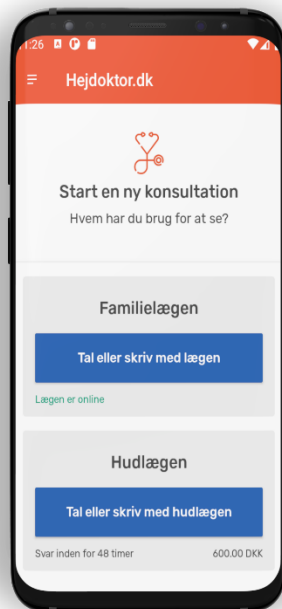 11:26
Hejdoktor.dk
Start en ny konsultation
Hvem har du brug for at se?
Familielægen
Tal eller skriv med lægen
Lægen er online
Hudlægen
Tal eller skriv med hudlægen
Svar inden for 48 timer 600.00 DKK